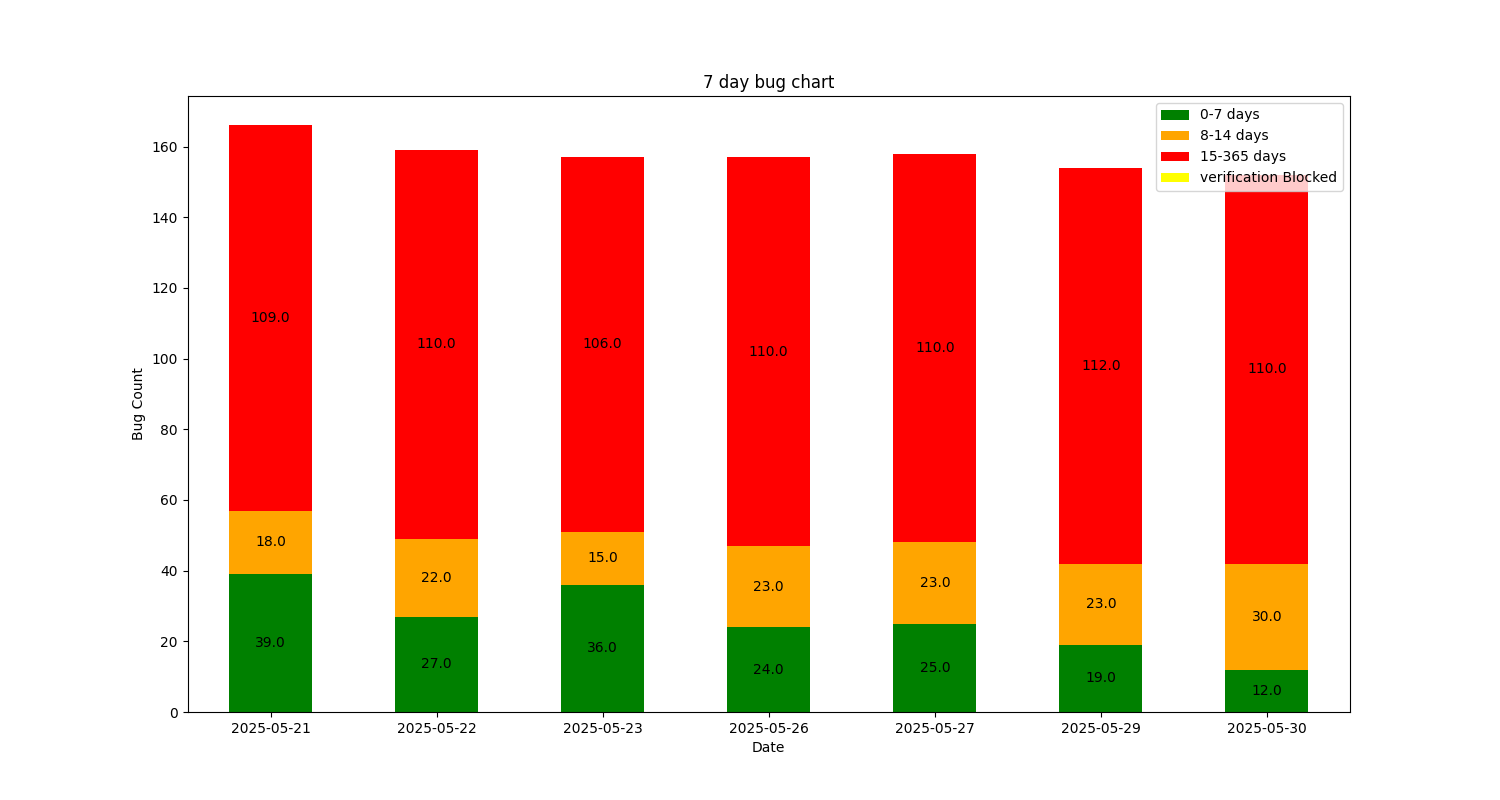 7 day bug chart
0-7 days
8-14 days
15-365 days
verification Blocked
160
140
120
100
80
60
40
20
0
Bug Count
109.0 110.0 106.0 110.0 110.0 112.0 110.0
18.0 22.0 15.0 23.0 23.0 23.0 30.0
39.0 27.0 36.0 24.0 25.0 19.0 12.0
2025-05-21 2025-05-22 2025-05-23 2025-05-26 2025-05-27 2025-05-29 2025-05-30
Date